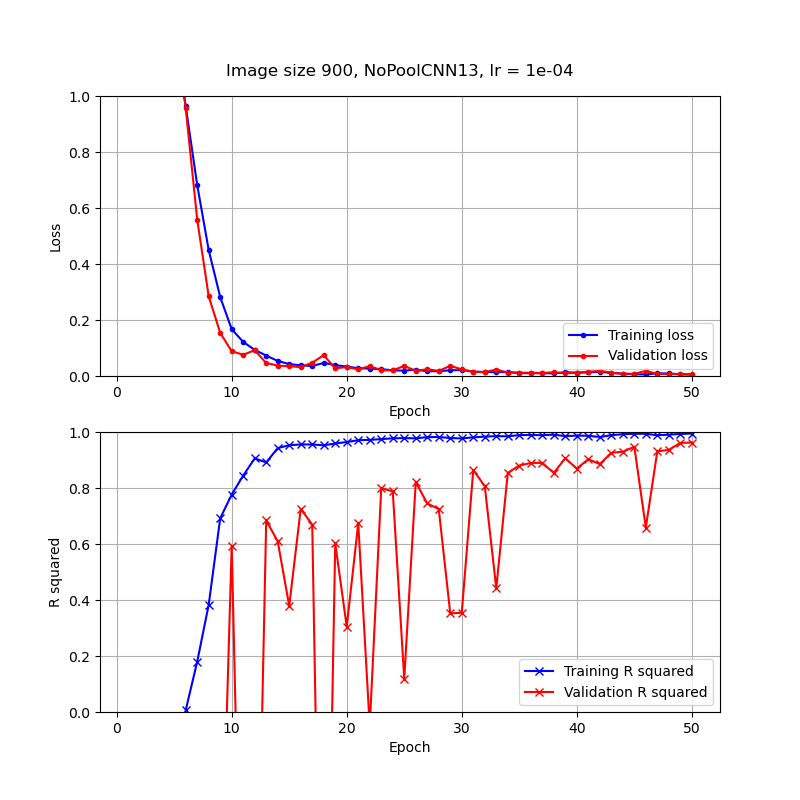 Image size 900, NoPoolCNN13, lr = 1e-04
1.0
0.8
0.6
0.4
0.2
0.0
Loss
Training loss
Validation loss
0 10 20 30 40 50
Epoch
1.0
0.8
0.6
0.4
0.2
0.0
R squared
Training R squared
Validation R squared
0 10 20 30 40 50
Epoch